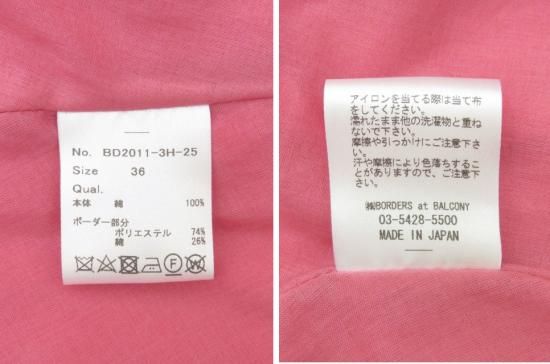 No. BD2011-3H-25
Size 36
Qual.
本体 綿 100%
ボーダー部分
ポリエステル 74%
綿 26%
アイロンを当てる際は当て布
をしてください。
濡れたまま他の洗濯物と重ね
ないで下さい。
摩擦や引っかけにご注意下さ
い。
汗や摩擦により色落ちするこ
とがありますので、ご注意下
さい。
㈱BORDERS at BALCONY
03-5428-5500
MADE IN JAPAN